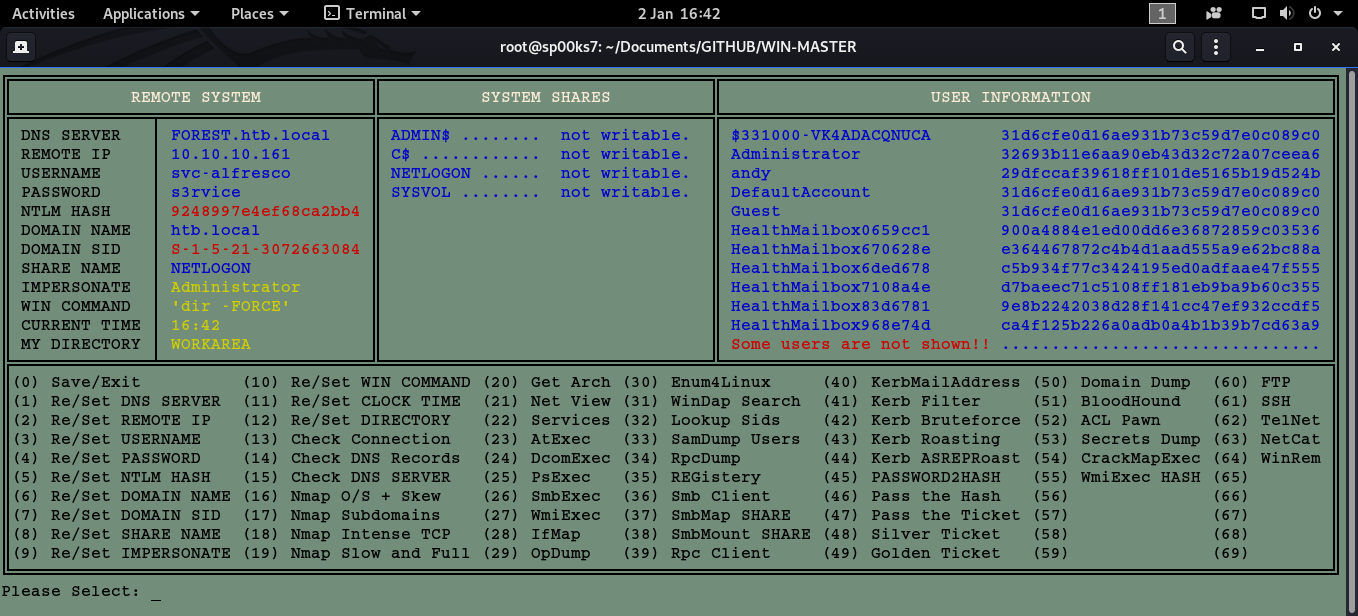 Activities Applications Places Terminal 2 Jan 16:42 1
root@sp00ks7: ~/Documents/GITHUB/WIN-MASTER
REMOTE SYSTEM SYSTEM SHARES USER INFORMATION
DNS SERVER FOREST.htb.local ADMIN$ ........ not writable. $331000-VK4ADACQNUCA 31d6cfe0d16ae931b73c59d7e0c089c0
REMOTE IP 10.10.10.161 C$ ............ not writable. Administrator 32693b11e6aa90eb43d32c72a07ceea6
USERNAME svc-alfresco NETLOGON ...... not writable. andy 29dfccaf39618ff101de5165b19d524b
PASSWORD s3rvice SYSVOL ........ not writable. DefaultAccount 31d6cfe0d16ae931b73c59d7e0c089c0
NTLM HASH 9248997e4ef68ca2bb4 Guest 31d6cfe0d16ae931b73c59d7e0c089c0
DOMAIN NAME htb.local HealthMailbox0659cc1 900a4884e1ed00dd6e36872859c03536
DOMAIN SID S-1-5-21-3072663084 HealthMailbox670628e e364467872c4b4d1aad555a9e62bc88a
SHARE NAME NETLOGON HealthMailbox6ded678 c5b934f77c3424195ed0adfaae47f555
IMPERSONATE Administrator HealthMailbox7108a4e d7baeec71c5108ff181eb9ba9b60c355
WIN COMMAND 'dir -FORCE' HealthMailbox83d6781 9e8b2242038d28f141cc47ef932ccdf5
CURRENT TIME 16:42 HealthMailbox968e74d ca4f125b226a0adb0a4b1b39b7cd63a9
MY DIRECTORY WORKAREA Some users are not shown!! ................................
(0) Save/Exit (10) Re/Set WIN COMMAND (20) Get Arch (30) Enum4Linux (40) KerbMailAddress (50) Domain Dump (60) FTP
(1) Re/Set DNS SERVER (11) Re/Set CLOCK TIME (21) Net View (31) WinDap Search (41) Kerb Filter (51) BloodHound (61) SSH
(2) Re/Set REMOTE IP (12) Re/Set DIRECTORY (22) Services (32) Lookup Sids (42) Kerb Bruteforce (52) ACL Pawn (62) TelNet
(3) Re/Set USERNAME (13) Check Connection (23) AtExec (33) SamDump Users (43) Kerb Roasting (53) Secrets Dump (63) NetCat
(4) Re/Set PASSWORD (14) Check DNS Records (24) DcomExec (34) RpcDump (44) Kerb ASREPRoast (54) CrackMapExec (64) WinRem
(5) Re/Set NTLM HASH (15) Check DNS SERVER (25) PsExec (35) REGistery (45) PASSWORD2HASH (55) WmiExec HASH (65)
(6) Re/Set DOMAIN NAME (16) Nmap O/S + Skew (26) SmbExec (36) Smb Client (46) Pass the Hash (56) (66)
(7) Re/Set DOMAIN SID (17) Nmap Subdomains (27) WmiExec (37) SmbMap SHARE (47) Pass the Ticket (57) (67)
(8) Re/Set SHARE NAME (18) Nmap Intense TCP (28) IfMap (38) SmbMount SHARE (48) Silver Ticket (58) (68)
(9) Re/Set IMPERSONATE (19) Nmap Slow and Full (29) OpDump (39) Rpc Client (49) Golden Ticket (59) (69)
Please Select: _